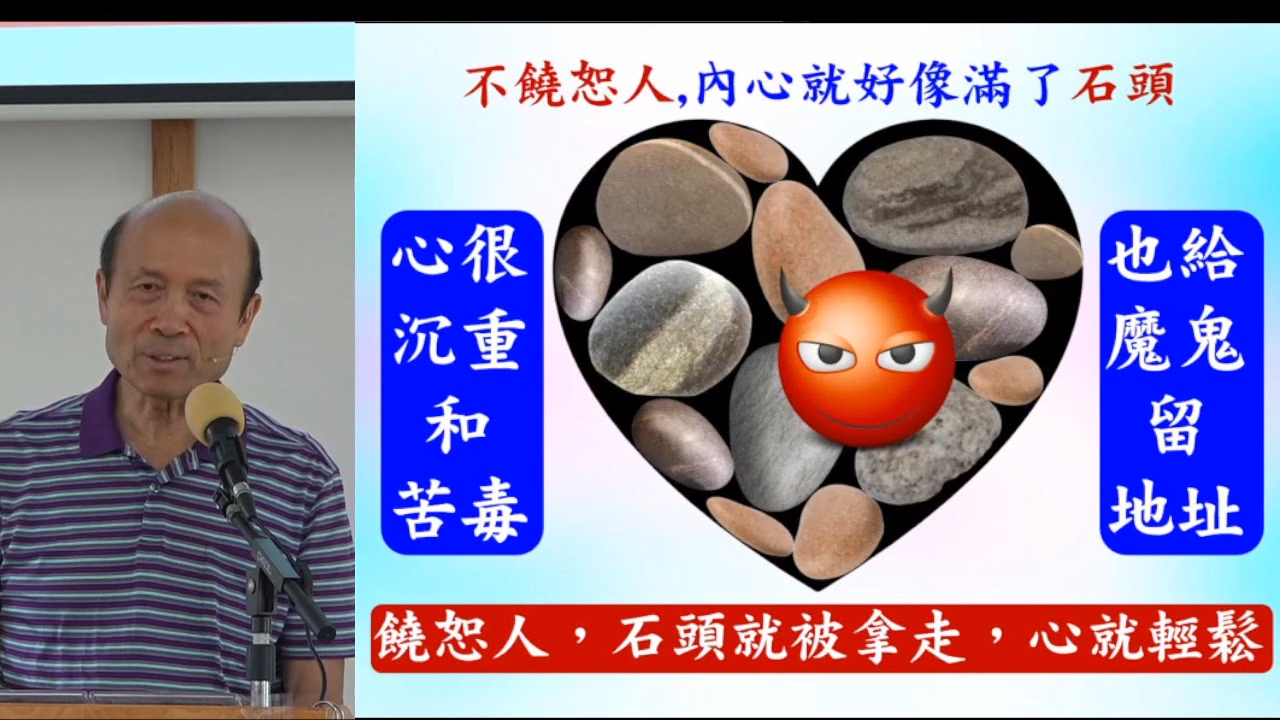 不饒恕人,內心就好像滿了石頭
心很
沉重
和
苦毒
也給
魔鬼
留
地址
饒恕人，石頭就被拿走，心就輕鬆